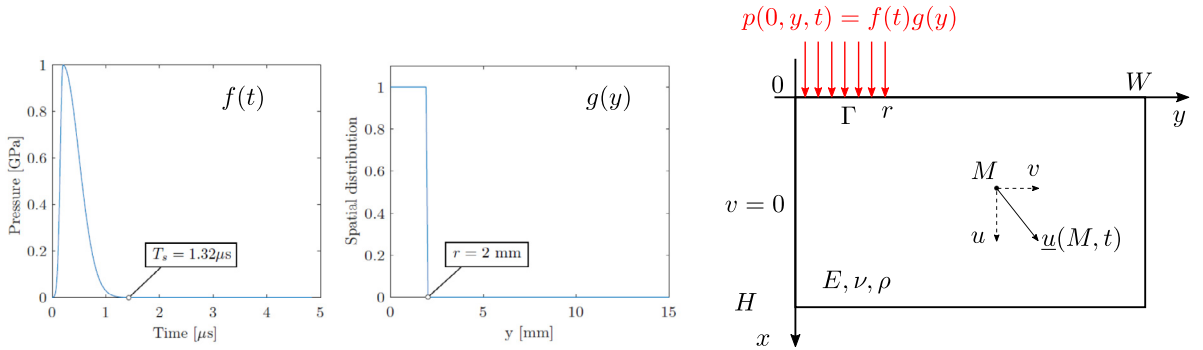 f(t)
Pressure [GPa]
1
0.8
0.6
0.4
0.2
0
T_s = 1.32μs
0 1 2 3 4 5
Time [μs]
g(y)
Spatial distribution
1
0.8
0.6
0.4
0.2
0
r = 2 mm
0 5 10 15
y [mm]
p(0, y, t) = f(t)g(y)
0
W
Γ
r
y
M
v
v = 0
u
u(M, t)
E, ν, ρ
H
x